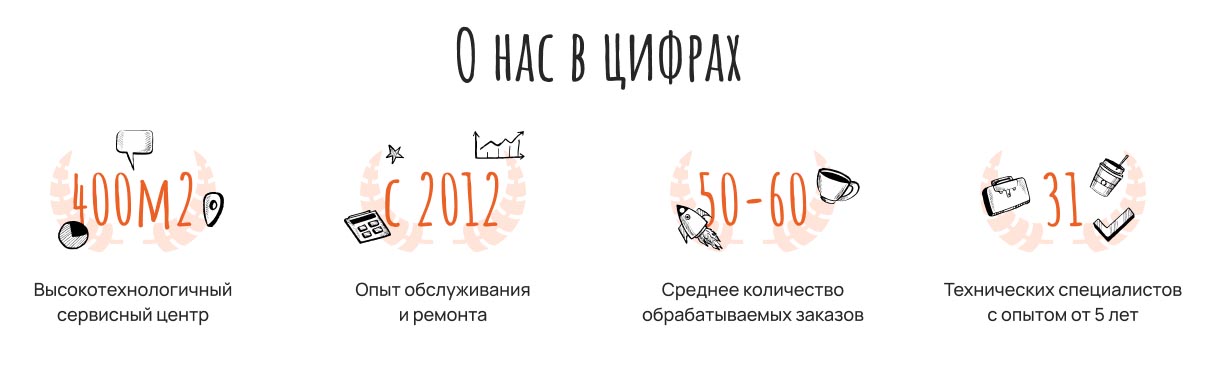 О нас в цифрах
400м2
Высокотехнологичный
сервисный центр
с 2012
Опыт обслуживания
и ремонта
50-60
Среднее количество
обрабатываемых заказов
31
Технических специалистов
с опытом от 5 лет